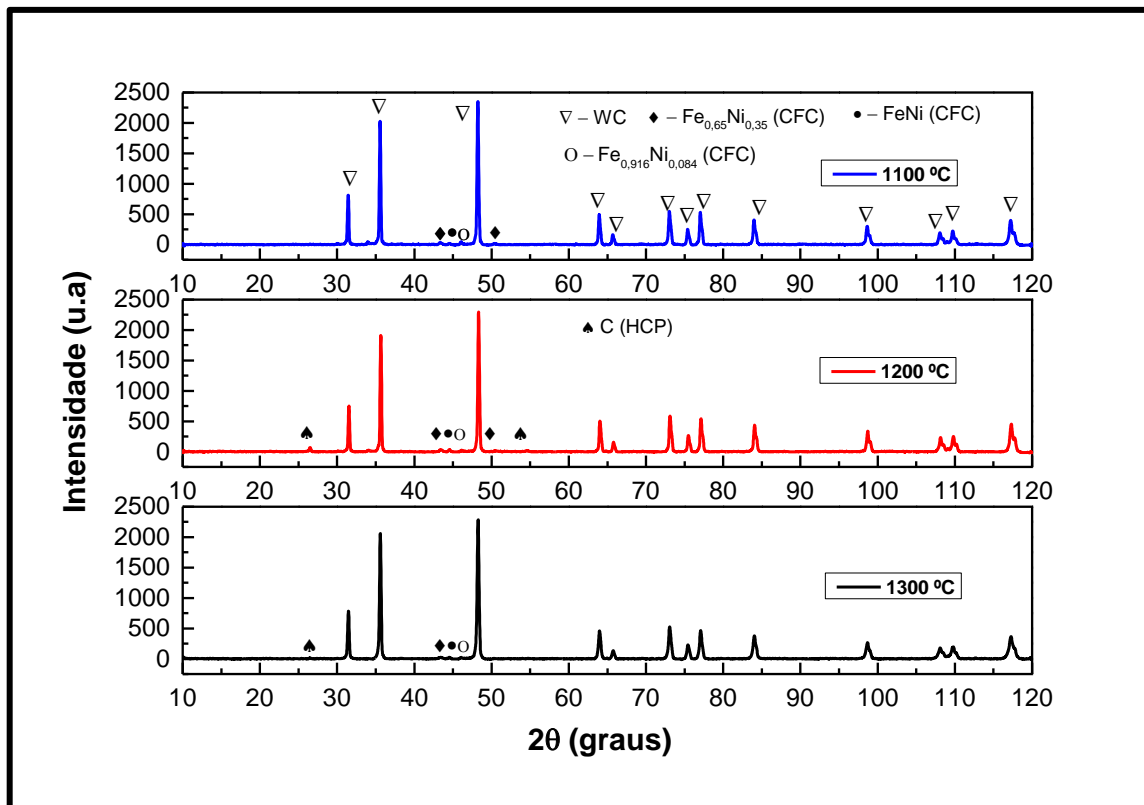 Intensidade (u.a)
2500
2000
1500
1000
500
0
▽ – WC ♦ – Fe0,65Ni0,35 (CFC) • – FeNi (CFC)
O – Fe0,916Ni0,084 (CFC)
1100 ºC
10 20 30 40 50 60 70 80 90 100 110 120
2500
2000
1500
1000
500
0
♠ C (HCP)
1200 ºC
10 20 30 40 50 60 70 80 90 100 110 120
2500
2000
1500
1000
500
0
1300 ºC
10 20 30 40 50 60 70 80 90 100 110 120
2θ (graus)